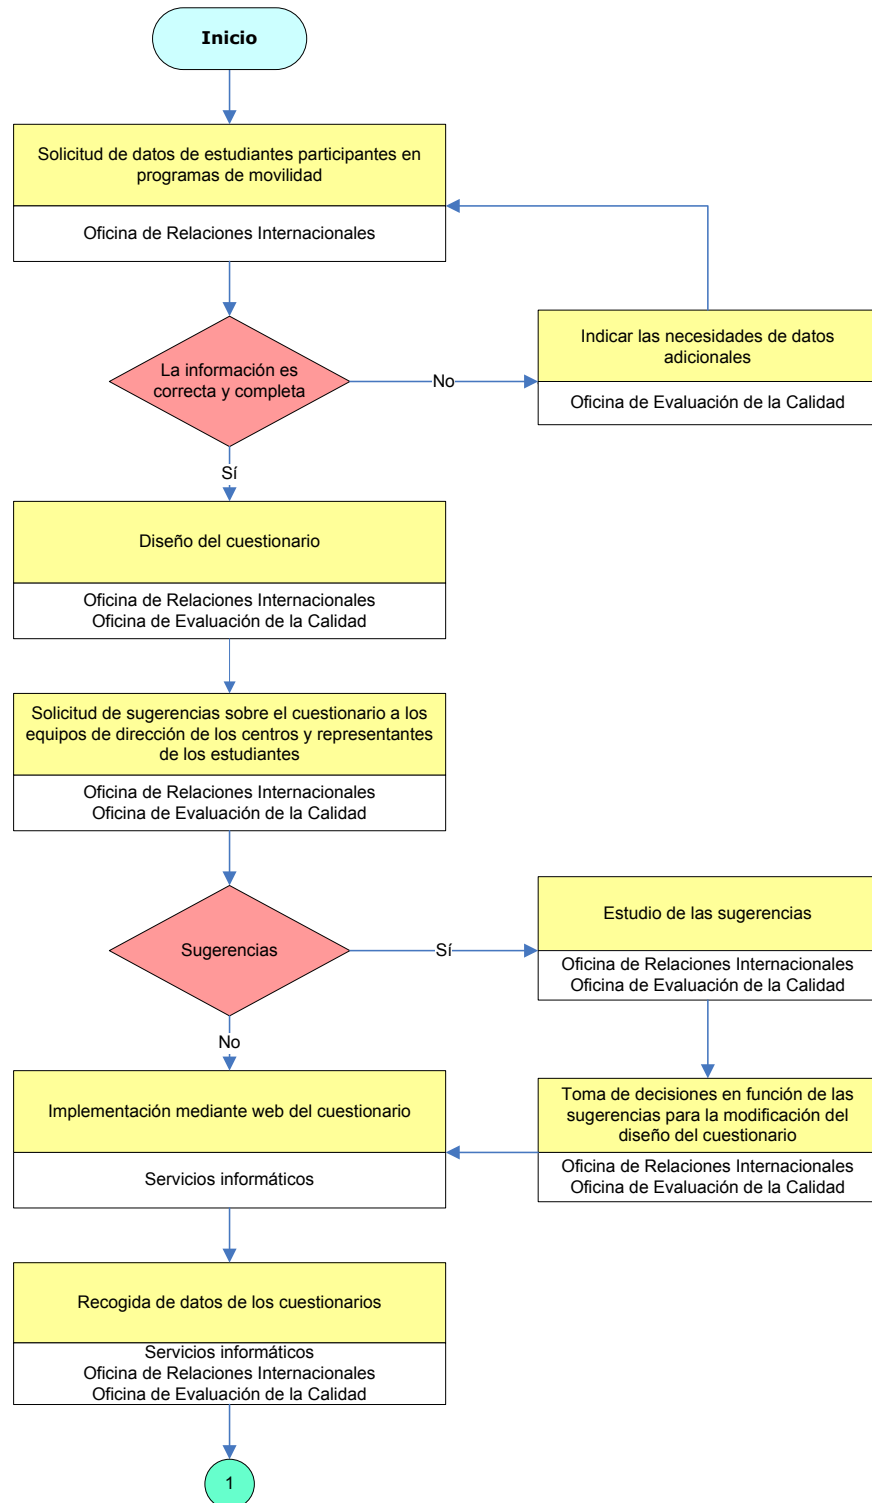 Inicio
Solicitud de datos de estudiantes participantes en
programas de movilidad
Oficina de Relaciones Internacionales
La información es
correcta y completa
No
Indicar las necesidades de datos
adicionales
Oficina de Evaluación de la Calidad
Sí
Diseño del cuestionario
Oficina de Relaciones Internacionales
Oficina de Evaluación de la Calidad
Solicitud de sugerencias sobre el cuestionario a los
equipos de dirección de los centros y representantes
de los estudiantes
Oficina de Relaciones Internacionales
Oficina de Evaluación de la Calidad
Sugerencias
Sí
Estudio de las sugerencias
Oficina de Relaciones Internacionales
Oficina de Evaluación de la Calidad
No
Toma de decisiones en función de las
sugerencias para la modificación del
diseño del cuestionario
Oficina de Relaciones Internacionales
Oficina de Evaluación de la Calidad
Implementación mediante web del cuestionario
Servicios informáticos
Recogida de datos de los cuestionarios
Servicios informáticos
Oficina de Relaciones Internacionales
Oficina de Evaluación de la Calidad
1